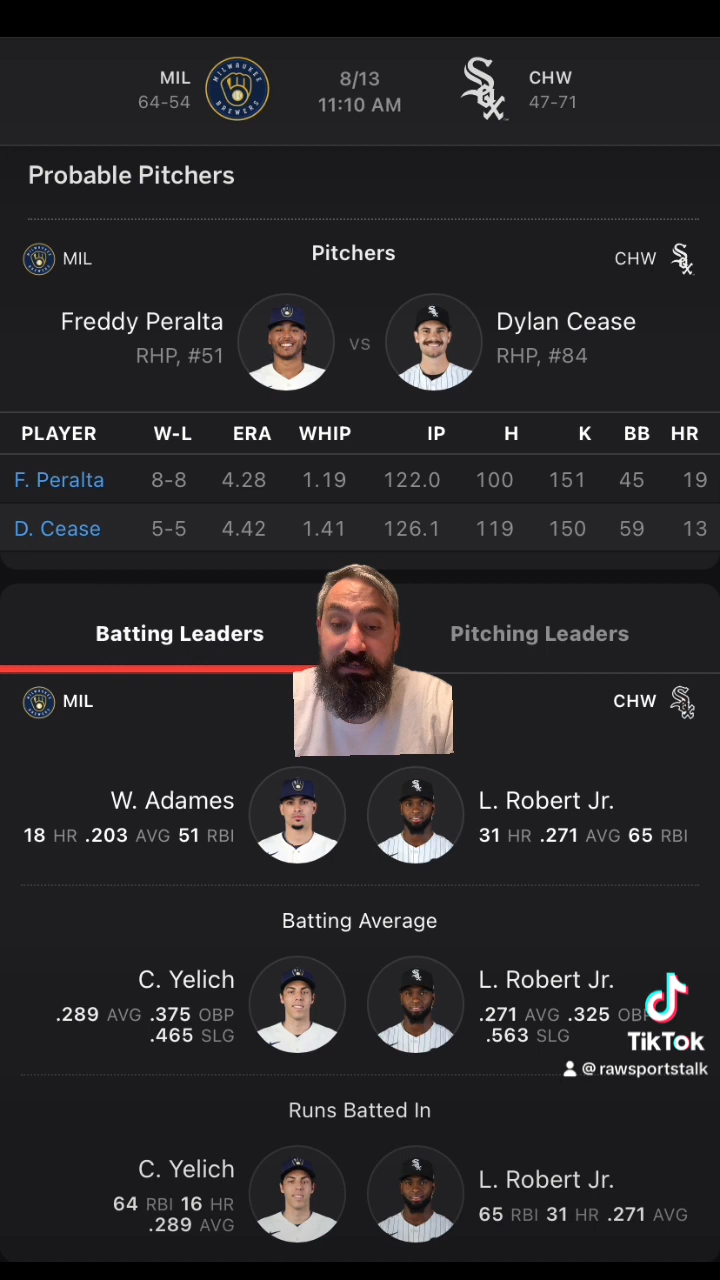 MIL
64-54
8/13
11:10 AM
CHW
47-71
Probable Pitchers
MIL
Pitchers
CHW
Freddy Peralta
RHP, #51
VS
Dylan Cease
RHP, #84
PLAYER W-L ERA WHIP IP H K BB HR
F. Peralta 8-8 4.28 1.19 122.0 100 151 45 19
D. Cease 5-5 4.42 1.41 126.1 119 150 59 13
Batting Leaders
Pitching Leaders
MIL
CHW
W. Adames
18 HR .203 AVG 51 RBI
L. Robert Jr.
31 HR .271 AVG 65 RBI
Batting Average
C. Yelich
.289 AVG .375 OBP
.465 SLG
L. Robert Jr.
.271 AVG .325 OBP
.563 SLG
TikTok
@rawsportstalk
Runs Batted In
C. Yelich
64 RBI 16 HR
.289 AVG
L. Robert Jr.
65 RBI 31 HR .271 AVG